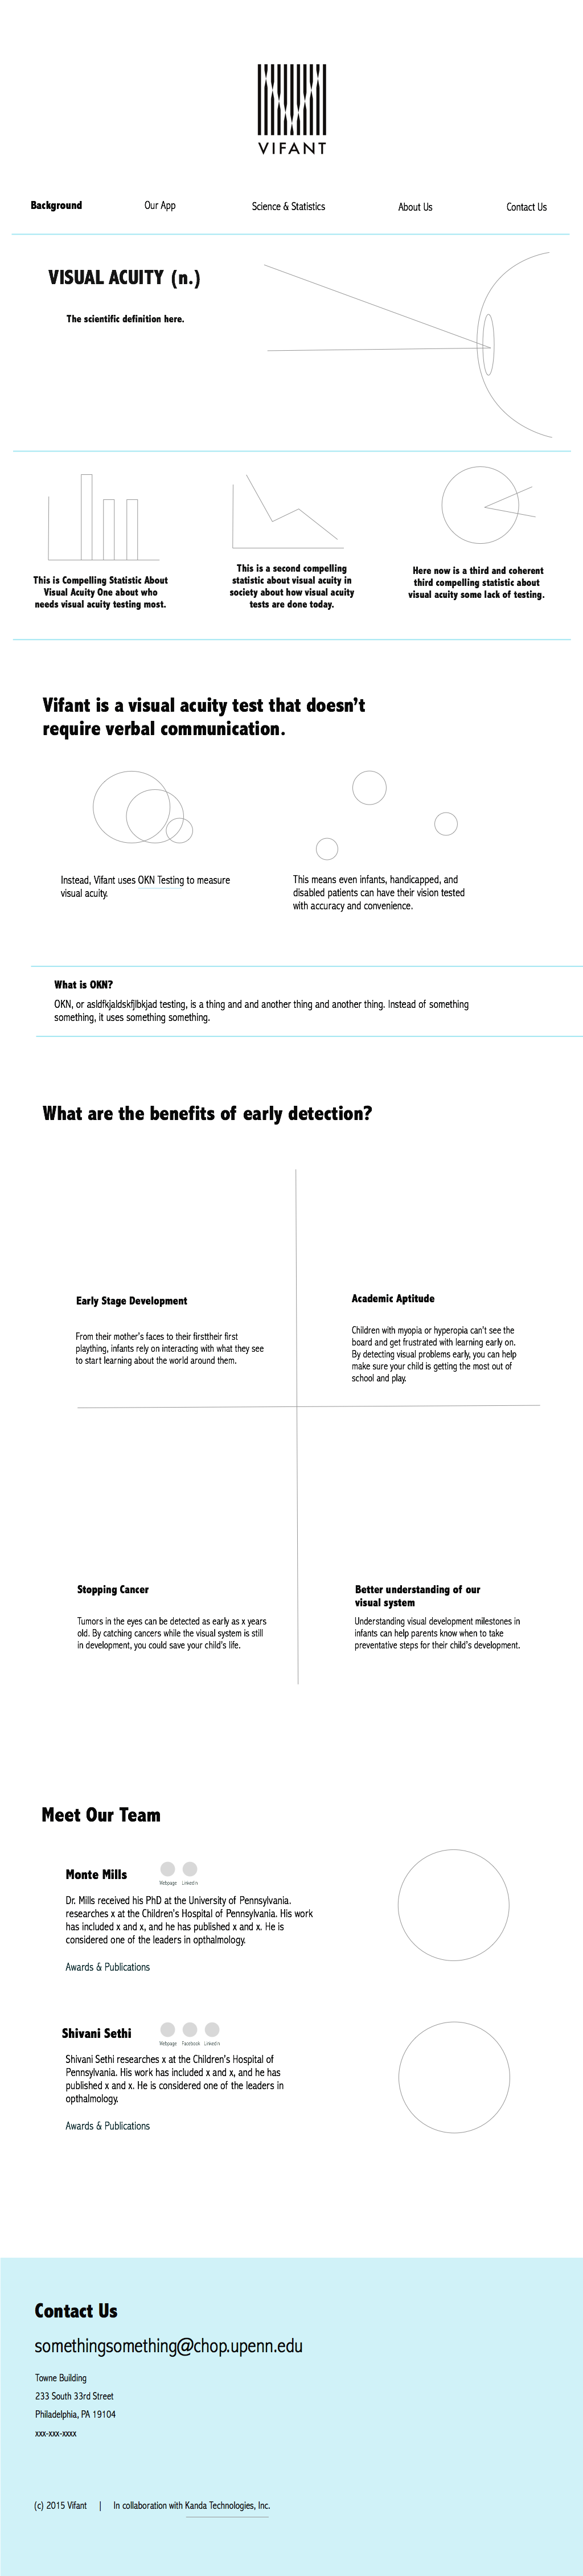 VIFANT
Background
Our App
Science & Statistics
About Us
Contact Us
VISUAL ACUITY (n.)
The scientific definition here.
This is Compelling Statistic About
Visual Acuity One about who
needs visual acuity testing most.
This is a second compelling
statistic about visual acuity in
society about how visual acuity
tests are done today.
Here now is a third and coherent
third compelling statistic about
visual acuity some lack of testing.
Vifant is a visual acuity test that doesn't
require verbal communication.
Instead, Vifant uses OKN Testing to measure
visual acuity.
This means even infants, handicapped, and
disabled patients can have their vision tested
with accuracy and convenience.
What is OKN?
OKN, or asldfkjaldskfjlbkjad testing, is a thing and and another thing and another thing. Instead of something
something, it uses something something.
What are the benefits of early detection?
Early Stage Development
From their mother's faces to their firsttheir first
plaything, infants rely on interacting with what they see
to start learning about the world around them.
Academic Aptitude
Children with myopia or hyperopia can't see the
board and get frustrated with learning early on.
By detecting visual problems early, you can help
make sure your child is getting the most out of
school and play.
Stopping Cancer
Tumors in the eyes can be detected as early as x years
old. By catching cancers while the visual system is still
in development, you could save your child's life.
Better understanding of our
visual system
Understanding visual development milestones in
infants can help parents know when to take
preventative steps for their child's development.
Meet Our Team
Monte Mills
Webpage LinkedIn
Dr. Mills received his PhD at the University of Pennsylvania.
researches x at the Children's Hospital of Pennsylvania. His work
has included x and x, and he has published x and x. He is
considered one of the leaders in opthalmology.
Awards & Publications
Shivani Sethi
Webpage Facebook LinkedIn
Shivani Sethi researches x at the Children's Hospital of
Pennsylvania. His work has included x and x, and he has
published x and x. He is considered one of the leaders in
opthalmology.
Awards & Publications
Contact Us
somethingsomething@chop.upenn.edu
Towne Building
233 South 33rd Street
Philadelphia, PA 19104
xxx-xxx-xxxx
(c) 2015 Vifant | In collaboration with Kanda Technologies, Inc.